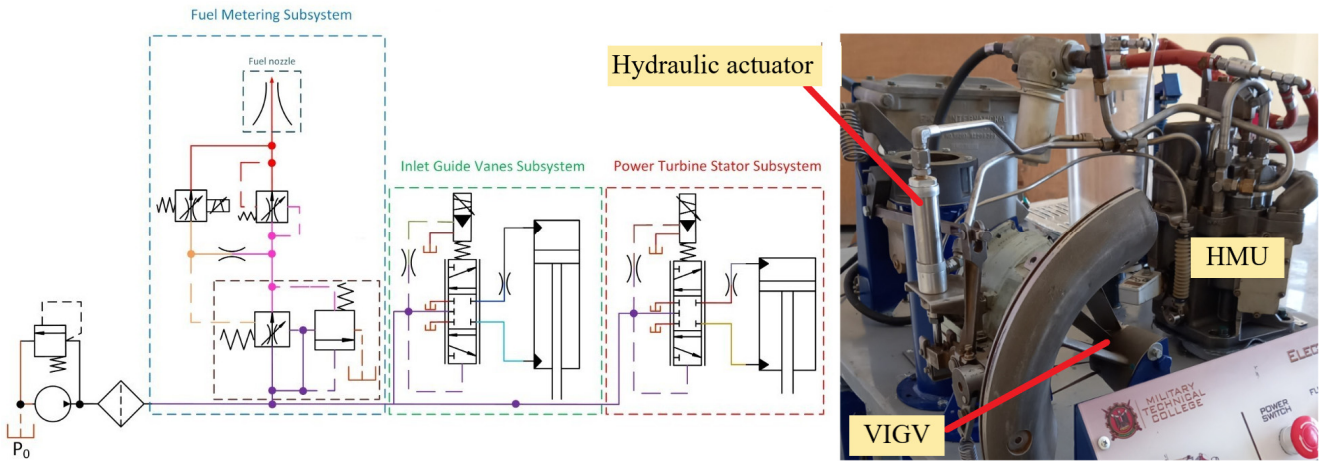 Fuel Metering Subsystem
Fuel nozzle
Inlet Guide Vanes Subsystem
Power Turbine Stator Subsystem
P0
Hydraulic actuator
HMU
VIGV
MILITARY
TECHNICAL
COLLEGE
POWER
SWITCH